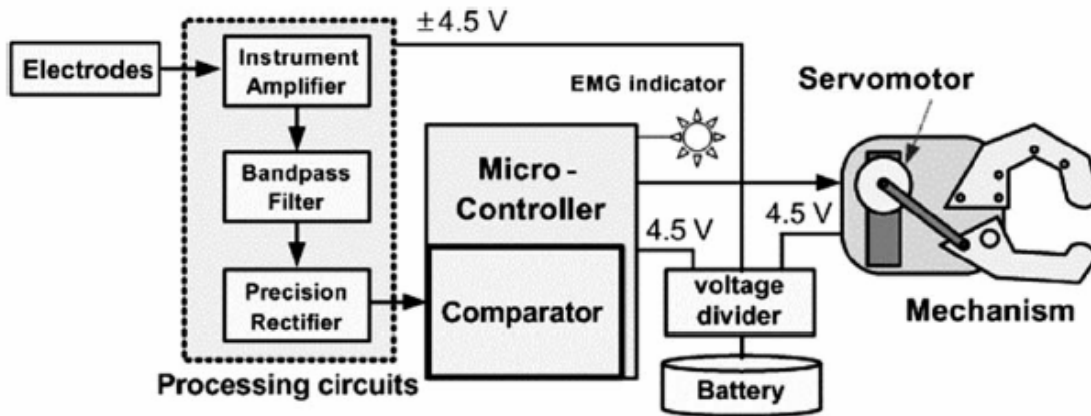 Electrodes
Instrument
Amplifier
Bandpass
Filter
Precision
Rectifier
Processing circuits
±4.5 V
EMG indicator
Micro-
Controller
Comparator
4.5 V
voltage
divider
Battery
4.5 V
Servomotor
Mechanism